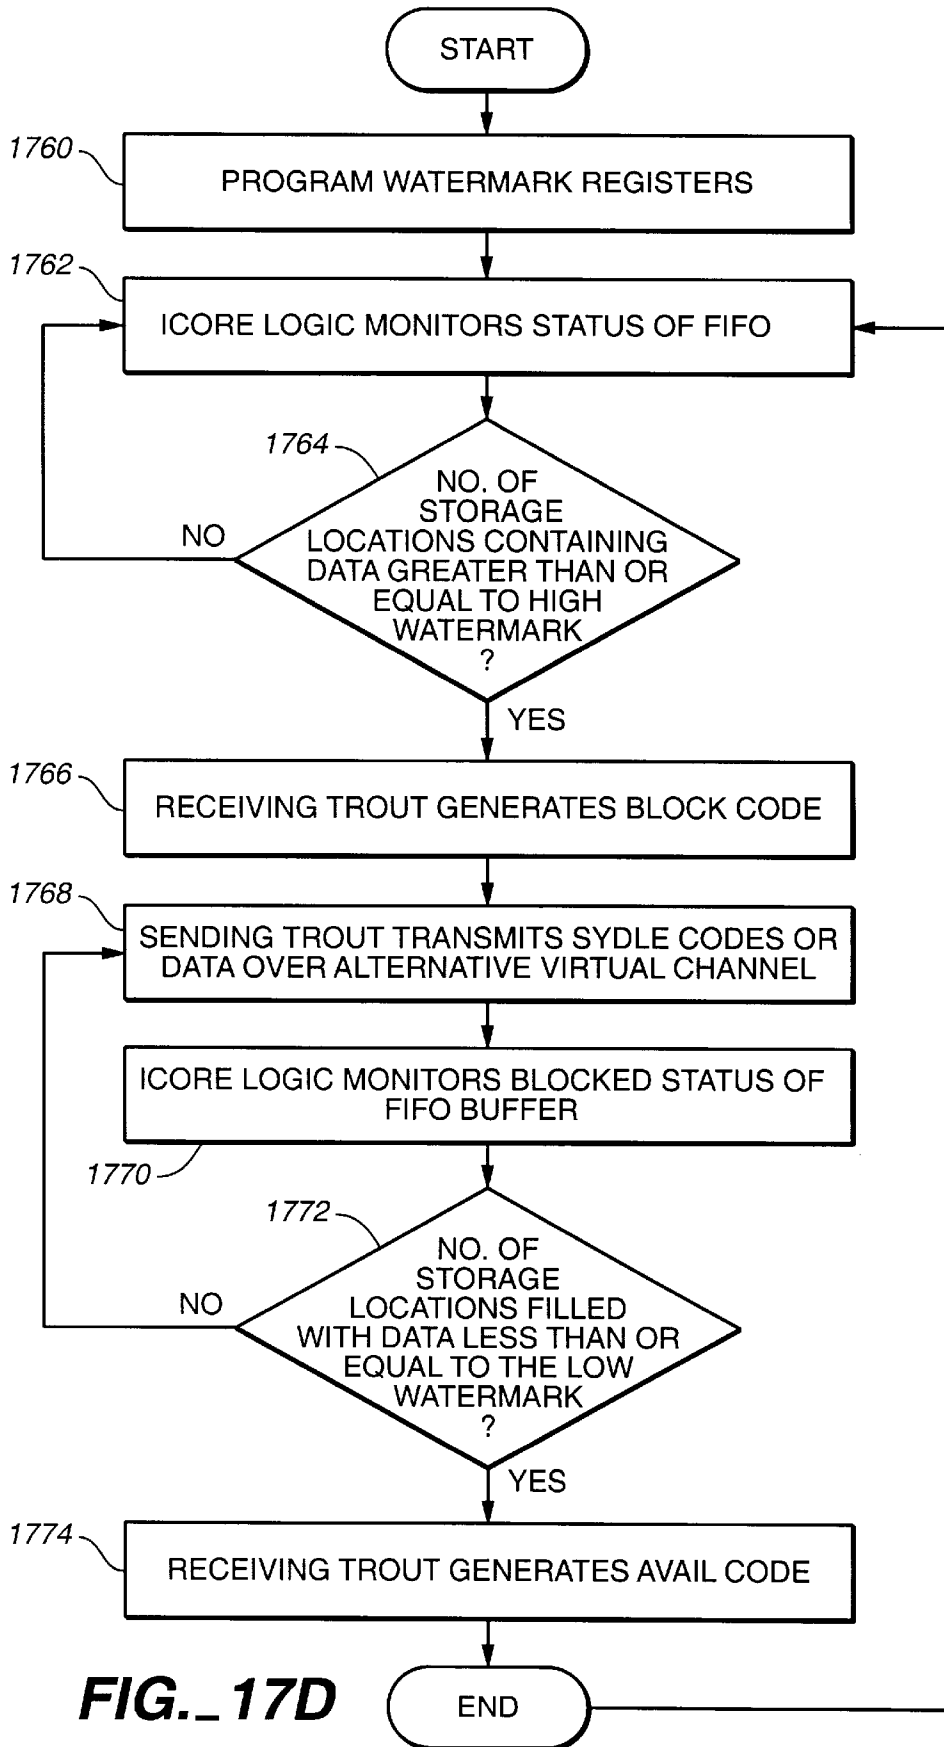 START
1760
PROGRAM WATERMARK REGISTERS
1762
ICORE LOGIC MONITORS STATUS OF FIFO
1764
NO. OF
STORAGE
LOCATIONS CONTAINING
DATA GREATER THAN OR
EQUAL TO HIGH
WATERMARK
?
NO
YES
1766
RECEIVING TROUT GENERATES BLOCK CODE
1768
SENDING TROUT TRANSMITS SYDLE CODES OR
DATA OVER ALTERNATIVE VIRTUAL CHANNEL
ICORE LOGIC MONITORS BLOCKED STATUS OF
FIFO BUFFER
1770
1772
NO. OF
STORAGE
LOCATIONS FILLED
WITH DATA LESS THAN OR
EQUAL TO THE LOW
WATERMARK
?
NO
YES
1774
RECEIVING TROUT GENERATES AVAIL CODE
END
FIG._17D